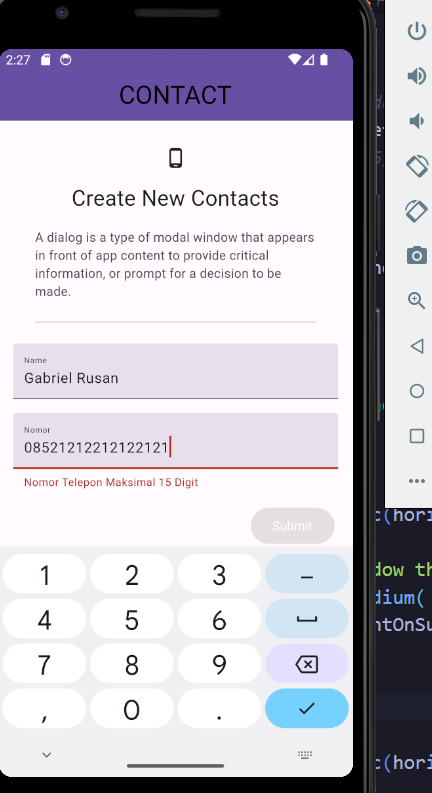 2:27
CONTACT
Create New Contacts
A dialog is a type of modal window that appears
in front of app content to provide critical
information, or prompt for a decision to be
made.
Name
Gabriel Rusan
Nomor
08521212212122121
Nomor Telepon Maksimal 15 Digit
Submit
1 2 3 –
4 5 6
7 8 9
, 0 .
c(hori
dow th
dium(
ntOnSu
c(hori